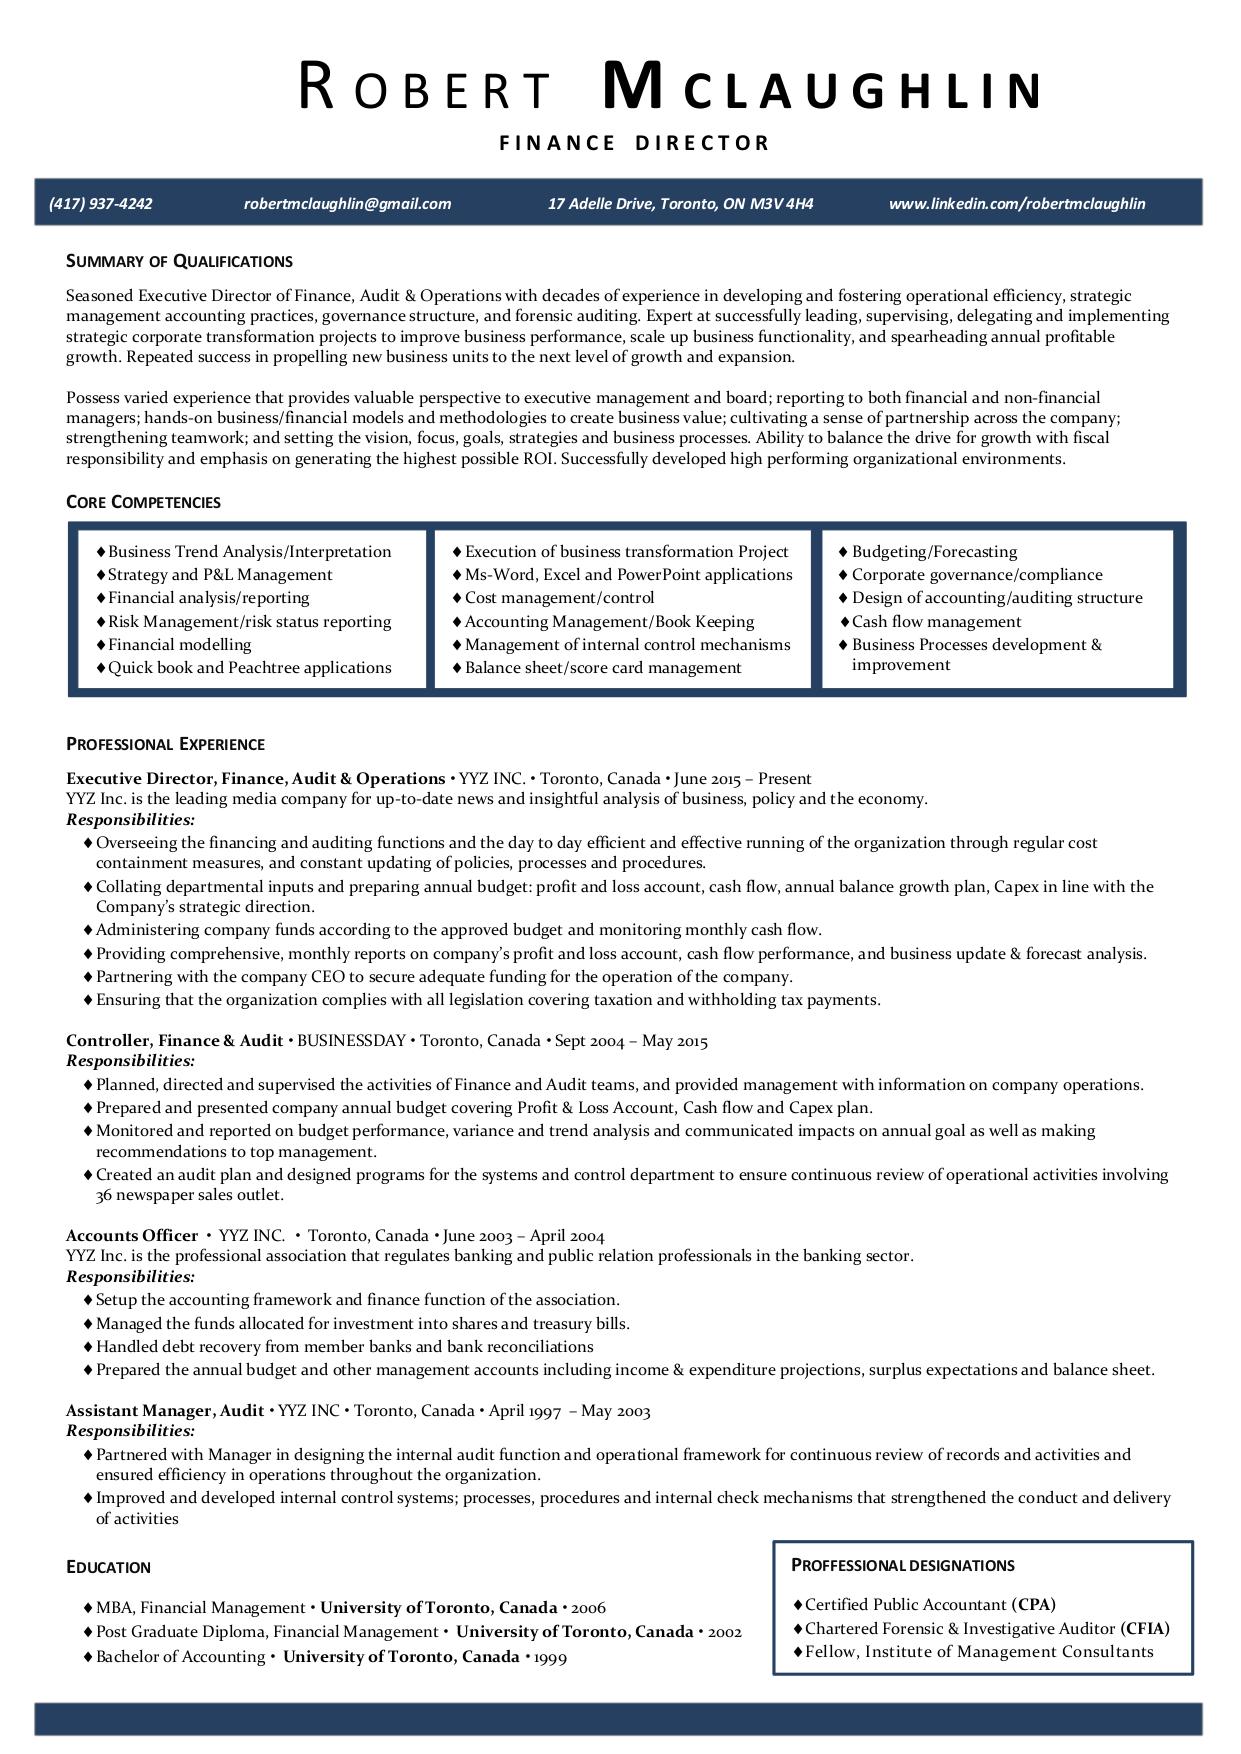 ROBERT MCLAUGHLIN
FINANCE DIRECTOR
(417) 937-4242 robertmclaughlin@gmail.com 17 Adelle Drive, Toronto, ON M3V 4H4 www.linkedin.com/robertmclaughlin
SUMMARY OF QUALIFICATIONS
Seasoned Executive Director of Finance, Audit & Operations with decades of experience in developing and fostering operational efficiency, strategic
management accounting practices, governance structure, and forensic auditing. Expert at successfully leading, supervising, delegating and implementing
strategic corporate transformation projects to improve business performance, scale up business functionality, and spearheading annual profitable
growth. Repeated success in propelling new business units to the next level of growth and expansion.
Possess varied experience that provides valuable perspective to executive management and board; reporting to both financial and non-financial
managers; hands-on business/financial models and methodologies to create business value; cultivating a sense of partnership across the company;
strengthening teamwork; and setting the vision, focus, goals, strategies and business processes. Ability to balance the drive for growth with fiscal
responsibility and emphasis on generating the highest possible ROI. Successfully developed high performing organizational environments.
CORE COMPETENCIES
♦Business Trend Analysis/Interpretation
♦Strategy and P&L Management
♦Financial analysis/reporting
♦Risk Management/risk status reporting
♦Financial modelling
♦Quick book and Peachtree applications
♦Execution of business transformation Project
♦Ms-Word, Excel and PowerPoint applications
♦Cost management/control
♦Accounting Management/Book Keeping
♦Management of internal control mechanisms
♦Balance sheet/score card management
♦ Budgeting/Forecasting
♦ Corporate governance/compliance
♦ Design of accounting/auditing structure
♦Cash flow management
♦ Business Processes development &
improvement
PROFESSIONAL EXPERIENCE
Executive Director, Finance, Audit & Operations • YYZ INC. • Toronto, Canada • June 2015 – Present
YYZ Inc. is the leading media company for up-to-date news and insightful analysis of business, policy and the economy.
Responsibilities:
♦Overseeing the financing and auditing functions and the day to day efficient and effective running of the organization through regular cost
containment measures, and constant updating of policies, processes and procedures.
♦Collating departmental inputs and preparing annual budget: profit and loss account, cash flow, annual balance growth plan, Capex in line with the
Company's strategic direction.
♦Administering company funds according to the approved budget and monitoring monthly cash flow.
♦Providing comprehensive, monthly reports on company's profit and loss account, cash flow performance, and business update & forecast analysis.
♦Partnering with the company CEO to secure adequate funding for the operation of the company.
♦Ensuring that the organization complies with all legislation covering taxation and withholding tax payments.
Controller, Finance & Audit • BUSINESSDAY • Toronto, Canada • Sept 2004 – May 2015
Responsibilities:
♦Planned, directed and supervised the activities of Finance and Audit teams, and provided management with information on company operations.
♦Prepared and presented company annual budget covering Profit & Loss Account, Cash flow and Capex plan.
♦Monitored and reported on budget performance, variance and trend analysis and communicated impacts on annual goal as well as making
recommendations to top management.
♦Created an audit plan and designed programs for the systems and control department to ensure continuous review of operational activities involving
36 newspaper sales outlet.
Accounts Officer • YYZ INC. • Toronto, Canada • June 2003 – April 2004
YYZ Inc. is the professional association that regulates banking and public relation professionals in the banking sector.
Responsibilities:
♦Setup the accounting framework and finance function of the association.
♦Managed the funds allocated for investment into shares and treasury bills.
♦Handled debt recovery from member banks and bank reconciliations
♦Prepared the annual budget and other management accounts including income & expenditure projections, surplus expectations and balance sheet.
Assistant Manager, Audit • YYZ INC • Toronto, Canada • April 1997 – May 2003
Responsibilities:
♦Partnered with Manager in designing the internal audit function and operational framework for continuous review of records and activities and
ensured efficiency in operations throughout the organization.
♦Improved and developed internal control systems; processes, procedures and internal check mechanisms that strengthened the conduct and delivery
of activities
EDUCATION
♦MBA, Financial Management • University of Toronto, Canada • 2006
♦Post Graduate Diploma, Financial Management • University of Toronto, Canada • 2002
♦Bachelor of Accounting • University of Toronto, Canada • 1999
PROFFESSIONAL DESIGNATIONS
♦Certified Public Accountant (CPA)
♦Chartered Forensic & Investigative Auditor (CFIA)
♦Fellow, Institute of Management Consultants